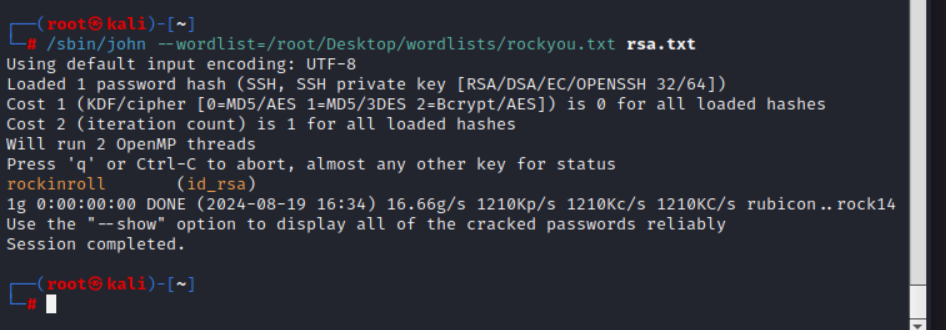 ┌──(root㉿kali)-[~]
└─# /sbin/john --wordlist=/root/Desktop/wordlists/rockyou.txt rsa.txt
Using default input encoding: UTF-8
Loaded 1 password hash (SSH, SSH private key [RSA/DSA/EC/OPENSSH 32/64])
Cost 1 (KDF/cipher [0=MD5/AES 1=MD5/3DES 2=Bcrypt/AES]) is 0 for all loaded hashes
Cost 2 (iteration count) is 1 for all loaded hashes
Will run 2 OpenMP threads
Press 'q' or Ctrl-C to abort, almost any other key for status
rockinroll       (id_rsa)
1g 0:00:00:00 DONE (2024-08-19 16:34) 16.66g/s 1210Kp/s 1210Kc/s 1210KC/s rubicon..rock14
Use the "--show" option to display all of the cracked passwords reliably
Session completed.
┌──(root㉿kali)-[~]
└─#